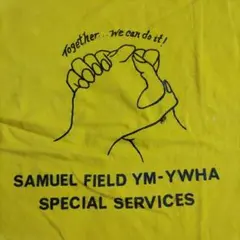 Together... we can do it!
SAMUEL FIELD YM-YWHA
SPECIAL SERVICES